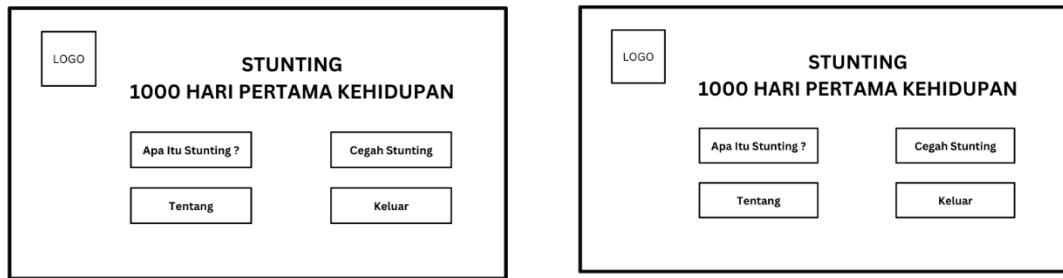 LOGO
STUNTING
1000 HARI PERTAMA KEHIDUPAN
Apa Itu Stunting ?
Cegah Stunting
Tentang
Keluar
LOGO
STUNTING
1000 HARI PERTAMA KEHIDUPAN
Apa Itu Stunting ?
Cegah Stunting
Tentang
Keluar